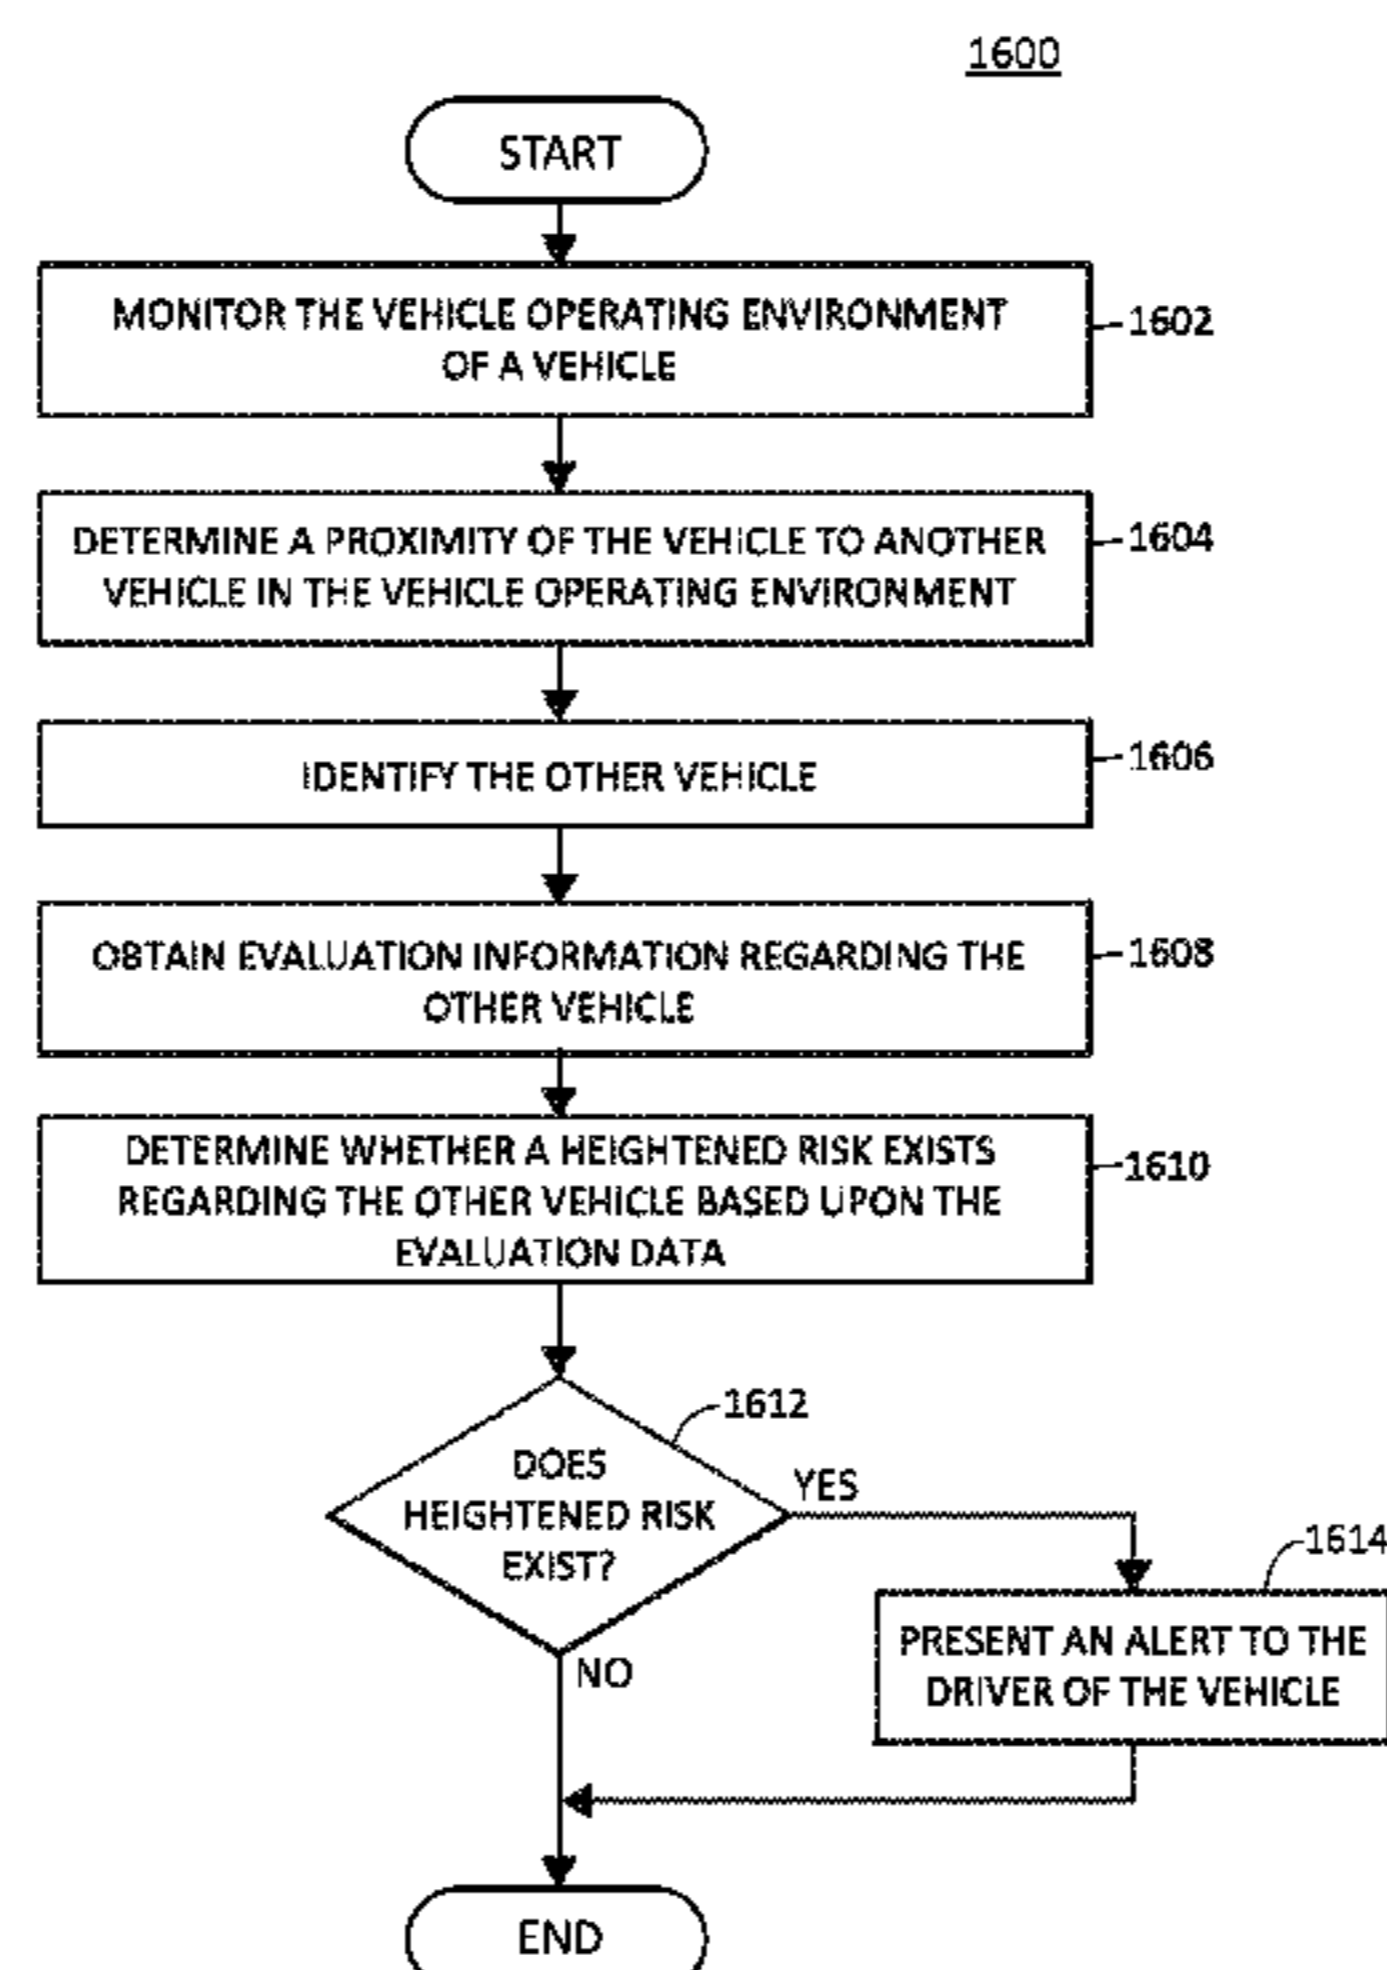 1600
START
MONITOR THE VEHICLE OPERATING ENVIRONMENT
OF A VEHICLE
1602
DETERMINE A PROXIMITY OF THE VEHICLE TO ANOTHER
VEHICLE IN THE VEHICLE OPERATING ENVIRONMENT
1604
IDENTIFY THE OTHER VEHICLE
1606
OBTAIN EVALUATION INFORMATION REGARDING THE
OTHER VEHICLE
1608
DETERMINE WHETHER A HEIGHTENED RISK EXISTS
REGARDING THE OTHER VEHICLE BASED UPON THE
EVALUATION DATA
1610
1612
DOES
HEIGHTENED RISK
EXIST?
YES
1614
PRESENT AN ALERT TO THE
DRIVER OF THE VEHICLE
NO
END